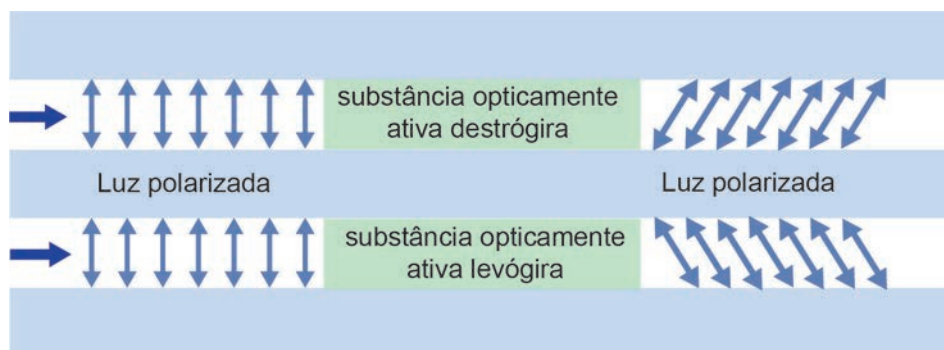 substância opticamente
ativa destrógira
Luz polarizada
Luz polarizada
substância opticamente
ativa levógira